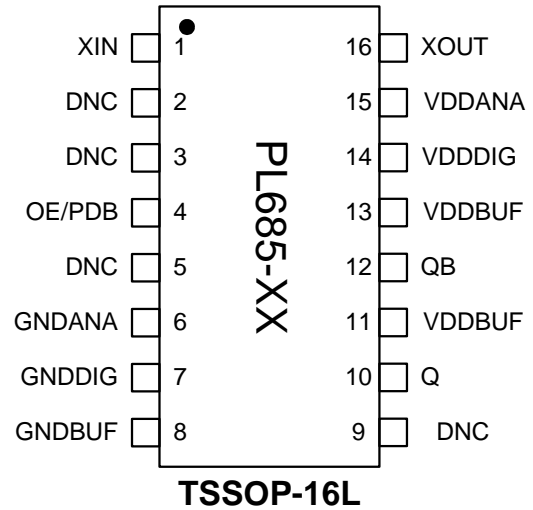 XIN 1 16 XOUT
DNC 2 15 VDDANA
DNC 3 14 VDDDIG
OE/PDB 4 13 VDDBUF
DNC 5 12 QB
GNDANA 6 11 VDDBUF
GNDDIG 7 10 Q
GNDBUF 8 9 DNC
PL685-XX
TSSOP-16L